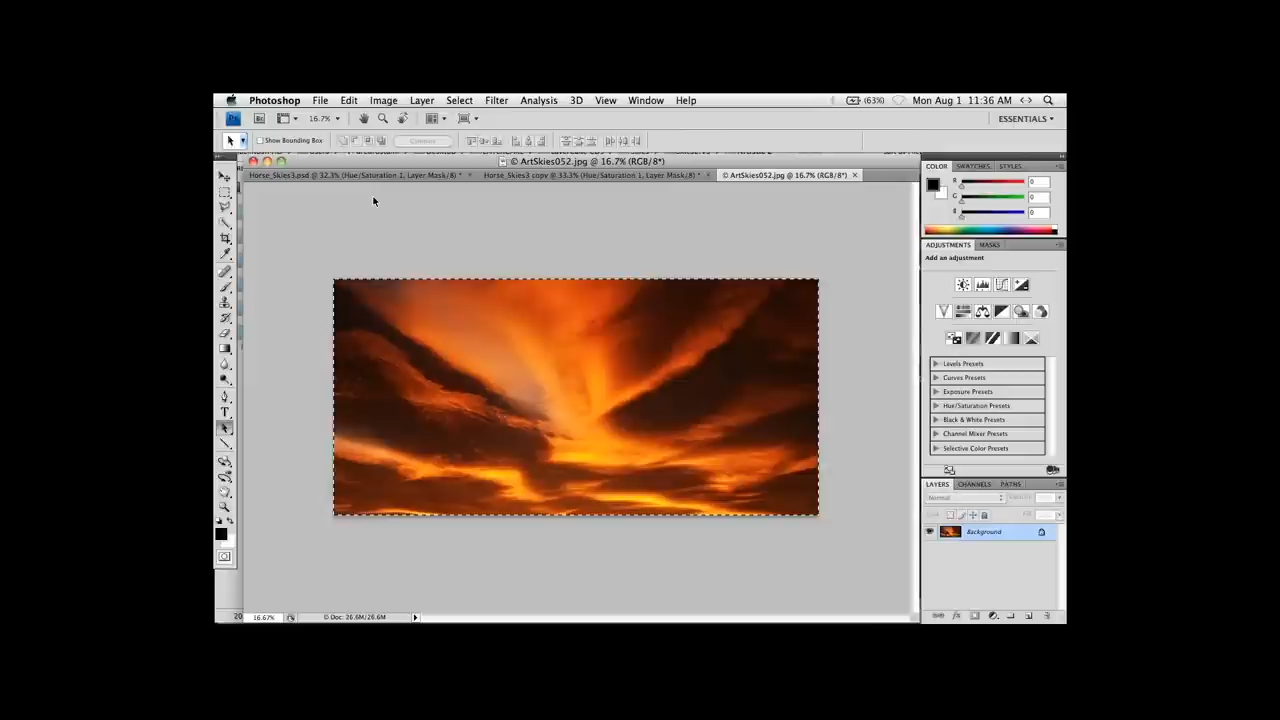 Photoshop File Edit Image Layer Select Filter Analysis 3D View Window Help (63%) Mon Aug 1 11:36 AM
Ps Br 16.7% ESSENTIALS
Show Bounding Box
© ArtSkies052.jpg @ 16.7% (RGB/8*)
Horse_Skies3.psd @ 32.3% (Hue/Saturation 1, Layer Mask/8) * Horse_Skies3 copy @ 33.3% (Hue/Saturation 1, Layer Mask/8) * © ArtSkies052.jpg @ 16.7% (RGB/8*)
COLOR SWATCHES STYLES
R 0
G 0
B 0
ADJUSTMENTS MASKS
Add an adjustment
Levels Presets
Curves Presets
Exposure Presets
Hue/Saturation Presets
Black & White Presets
Channel Mixer Presets
Selective Color Presets
LAYERS CHANNELS PATHS
Normal
Background
16.67% © Doc: 26.6M/26.6M